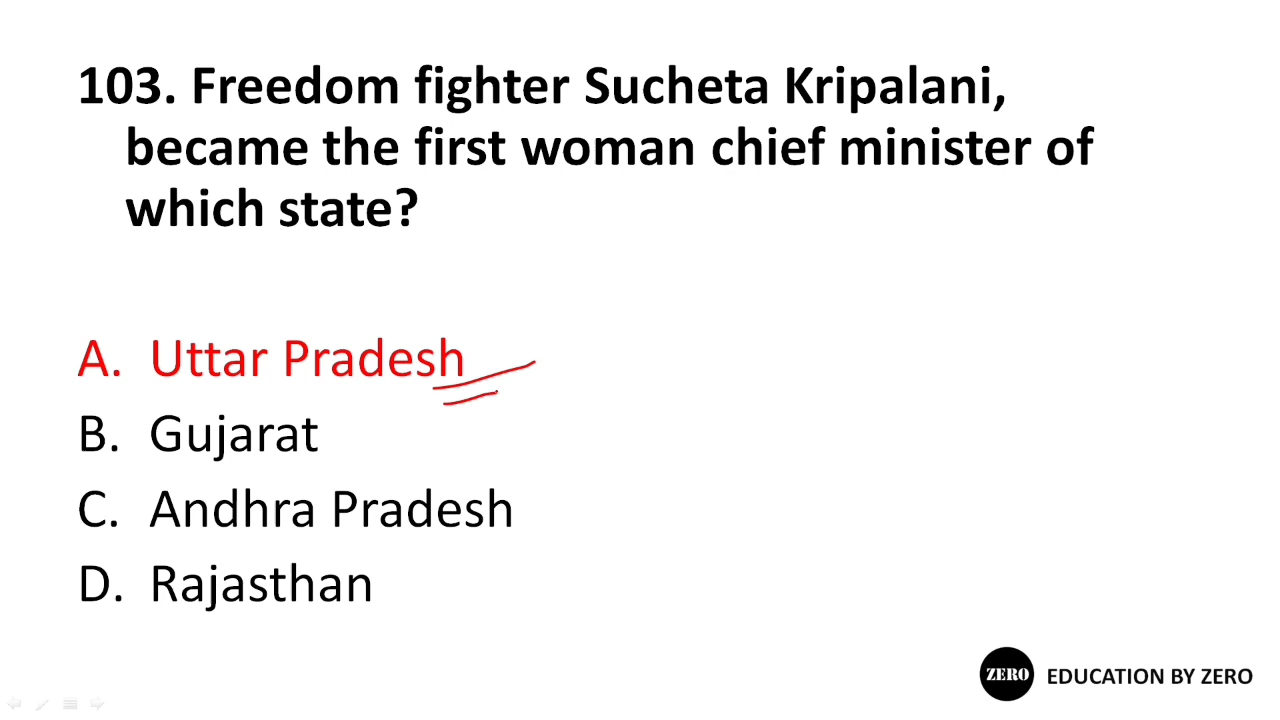 103. Freedom fighter Sucheta Kripalani,
became the first woman chief minister of
which state?
A. Uttar Pradesh
B. Gujarat
C. Andhra Pradesh
D. Rajasthan
ZERO EDUCATION BY ZERO